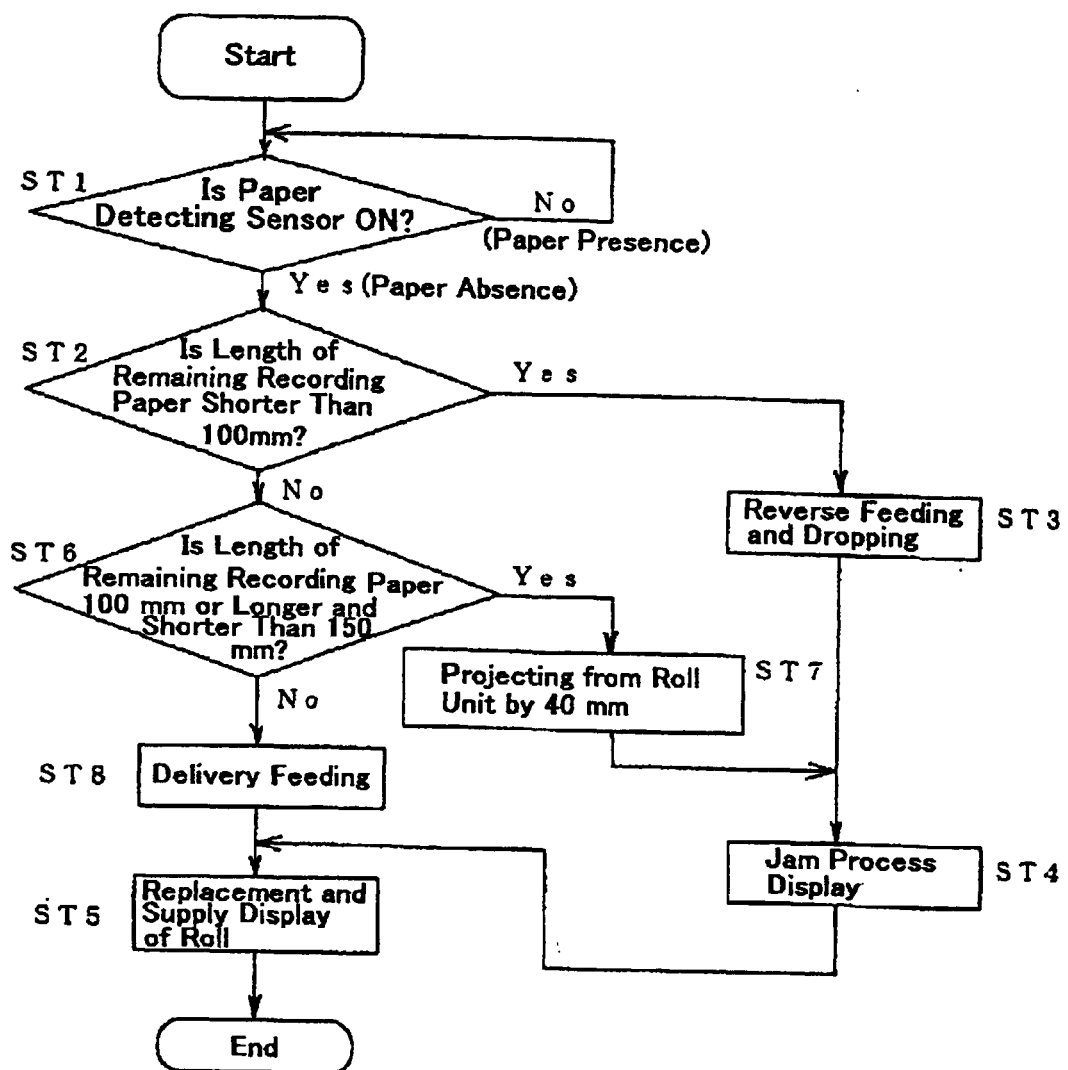 Start
ST1
Is Paper
Detecting Sensor ON?
No
(Paper Presence)
Yes (Paper Absence)
ST2
Is Length of
Remaining Recording
Paper Shorter Than
100mm?
Yes
No
Reverse Feeding
and Dropping
ST3
ST6
Is Length of
Remaining Recording Paper
100 mm or Longer and
Shorter Than 150
mm?
Yes
No
Projecting from Roll
Unit by 40 mm
ST7
ST8
Delivery Feeding
Jam Process
Display
ST4
ST5
Replacement and
Supply Display
of Roll
End